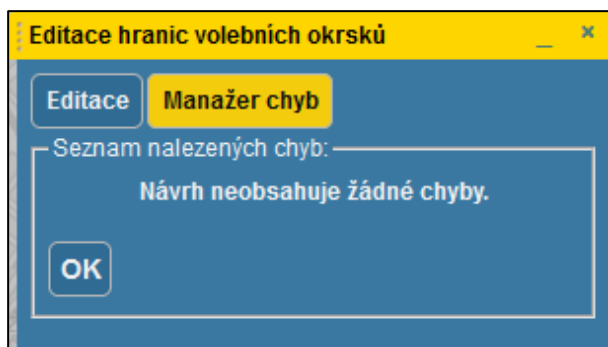 Editace hranic volebních okrsků
Editace Manažer chyb
Seznam nalezených chyb:
Návrh neobsahuje žádné chyby.
OK